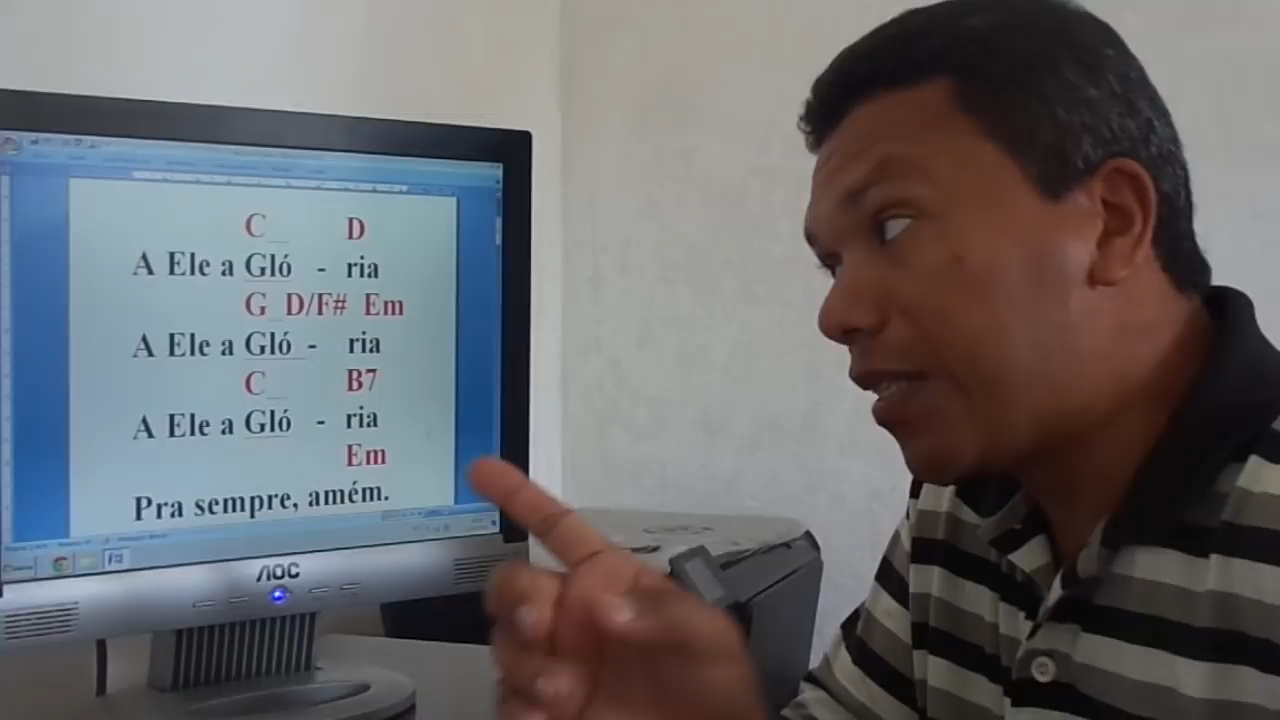 C D
A Ele a Gló - ria
G D/F# Em
A Ele a Gló - ria
C B7
A Ele a Gló - ria
Em
Pra sempre, amém.
AOC